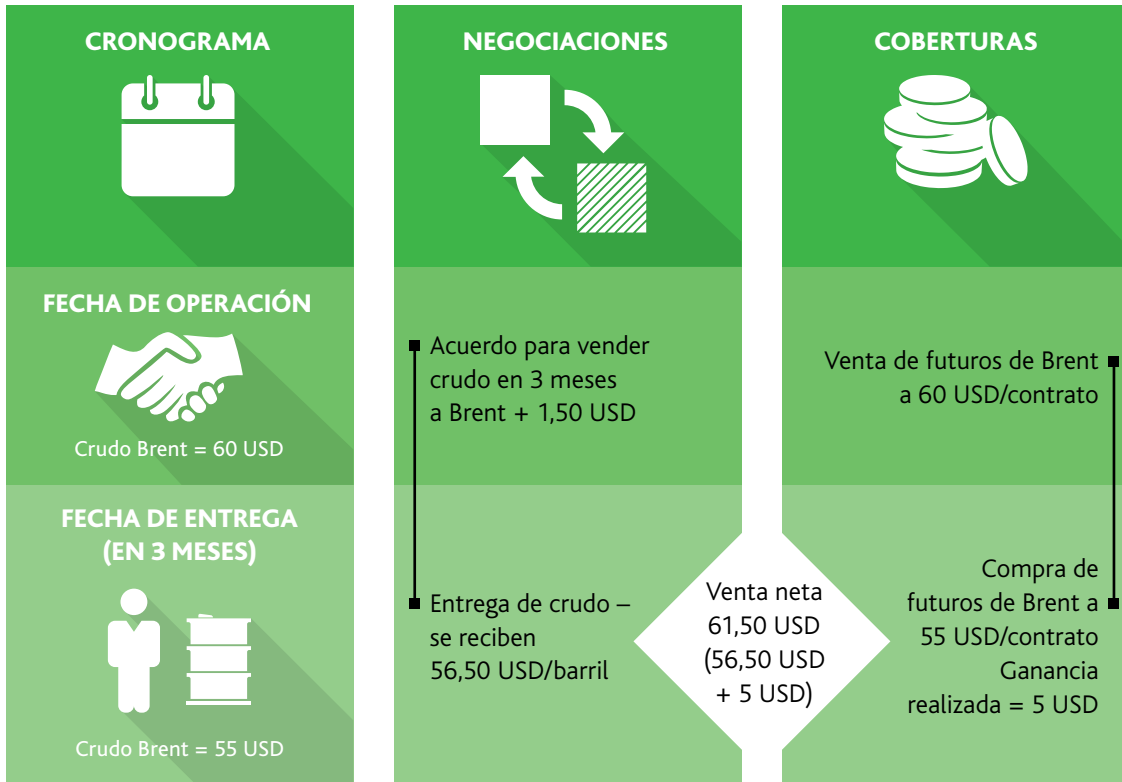 CRONOGRAMA
NEGOCIACIONES
COBERTURAS
FECHA DE OPERACIÓN
Crudo Brent = 60 USD
Acuerdo para vender
crudo en 3 meses
a Brent + 1,50 USD
Venta de futuros de Brent
a 60 USD/contrato
FECHA DE ENTREGA
(EN 3 MESES)
Crudo Brent = 55 USD
Entrega de crudo –
se reciben
56,50 USD/barril
Venta neta
61,50 USD
(56,50 USD
+ 5 USD)
Compra de
futuros de Brent a
55 USD/contrato
Ganancia
realizada = 5 USD